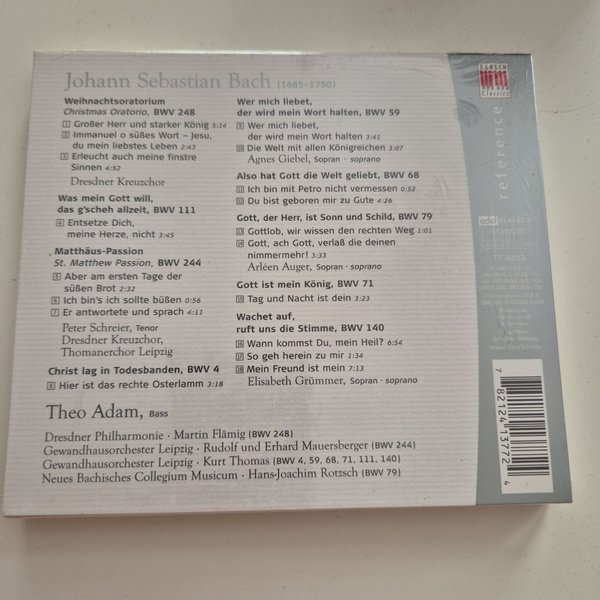 Johann Sebastian Bach (1685–1750)
Weihnachtsoratorium
Christmas Oratorio, BWV 248
1 Großer Herr und starker König 5:14
2 Immanuel o süßes Wort – Jesu,
du mein liebstes Leben 2:43
3 Erleucht auch meine finstre
Sinnen 4:52
Dresdner Kreuzchor
Was mein Gott will,
das g'scheh allzeit, BWV 111
4 Entsetze Dich,
meine Herze, nicht 3:45
Matthäus-Passion
St. Matthew Passion, BWV 244
5 Aber am ersten Tage der
süßen Brot 2:32
6 Ich bin's ich sollte büßen 0:56
7 Er antwortete und sprach 4:11
Peter Schreier, Tenor
Dresdner Kreuzchor,
Thomanerchor Leipzig
Christ lag in Todesbanden, BWV 4
8 Hier ist das rechte Osterlamm 3:18
Wer mich liebet,
der wird mein Wort halten, BWV 59
9 Wer mich liebet,
der wird mein Wort halten 3:41
10 Die Welt mit allen Königreichen 3:07
Agnes Giebel, Sopran · soprano
Also hat Gott die Welt geliebt, BWV 68
11 Ich bin mit Petro nicht vermessen 0:52
12 Du bist geboren mir zu Gute 4:26
Gott, der Herr, ist Sonn und Schild, BWV 79
13 Gottlob, wir wissen den rechten Weg 1:01
14 Gott, ach Gott, verlaß die deinen
nimmermehr! 3:33
Arléen Auger, Sopran · soprano
Gott ist mein König, BWV 71
15 Tag und Nacht ist dein 3:23
Wachet auf,
ruft uns die Stimme, BWV 140
16 Wann kommst Du, mein Heil? 6:54
17 So geh herein zu mir 1:34
18 Mein Freund ist mein 7:13
Elisabeth Grümmer, Sopran · soprano
Theo Adam, Bass
Dresdner Philharmonie · Martin Flämig (BWV 248)
Gewandhausorchester Leipzig · Rudolf und Erhard Mauersberger (BWV 244)
Gewandhausorchester Leipzig · Kurt Thomas (BWV 4, 59, 68, 71, 111, 140)
Neues Bachisches Collegium Musicum · Hans-Joachim Rotzsch (BWV 79)
BERLIN
Classics
reference
edel CLASSICS
7 82124 13772 4